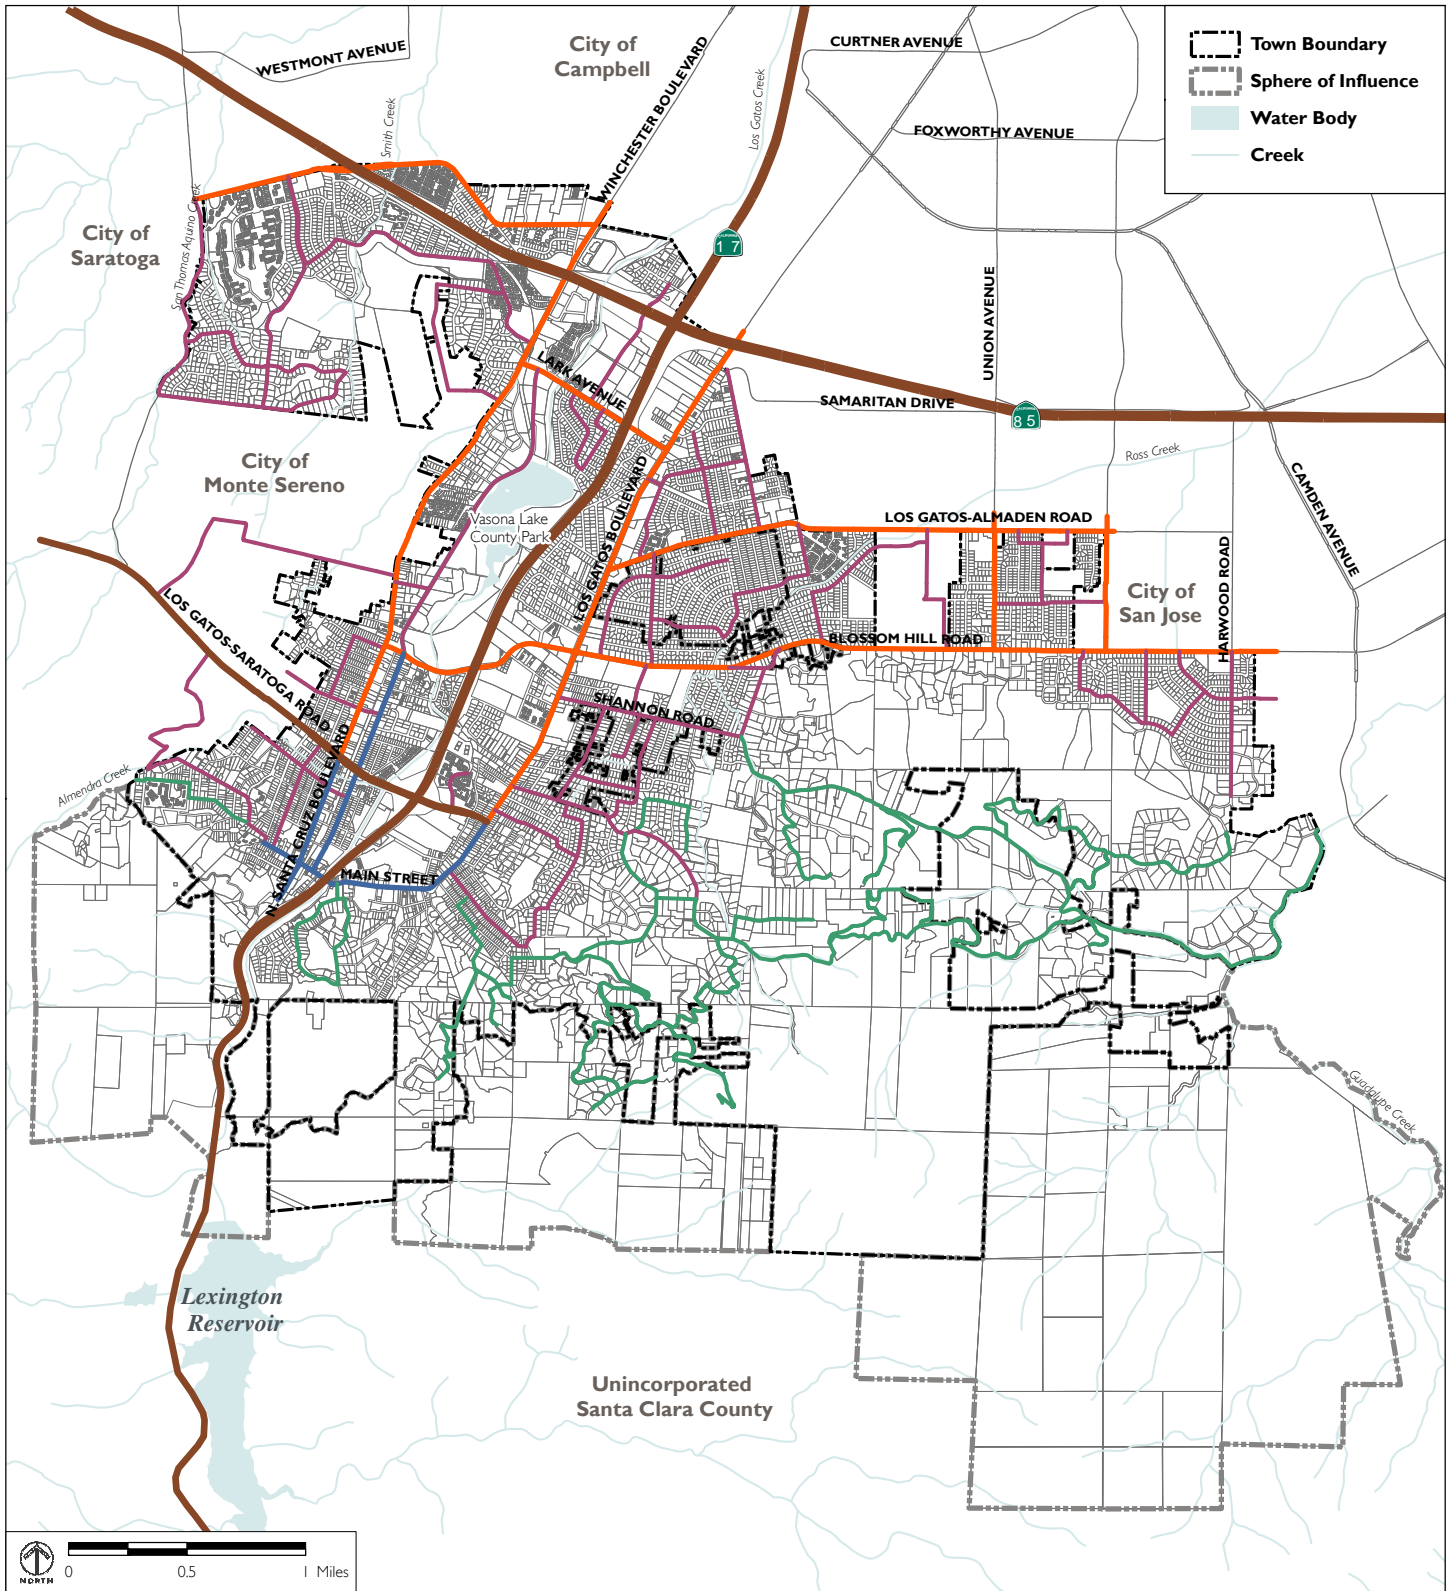 Town Boundary
Sphere of Influence
Water Body
Creek
City of
Campbell
WESTMONT AVENUE
WINCHESTER BOULEVARD
Los Gatos Creek
CURTNER AVENUE
FOXWORTHY AVENUE
Smith Creek
San Thomas Aquino Creek
City of
Saratoga
CALIFORNIA
17
UNION AVENUE
LARK AVENUE
SAMARITAN DRIVE
CALIFORNIA
85
City of
Monte Sereno
Ross Creek
CAMDEN AVENUE
Vasona Lake
County Park
LOS GATOS BOULEVARD
LOS GATOS-ALMADEN ROAD
HARWOOD ROAD
City of
San Jose
LOS GATOS-SARATOGA ROAD
BLOSSOM HILL ROAD
SHANNON ROAD
Almendra Creek
N. SANTA CRUZ BOULEVARD
MAIN STREET
Guadalupe Creek
Lexington
Reservoir
Unincorporated
Santa Clara County
NORTH
0 0.5 1 Miles